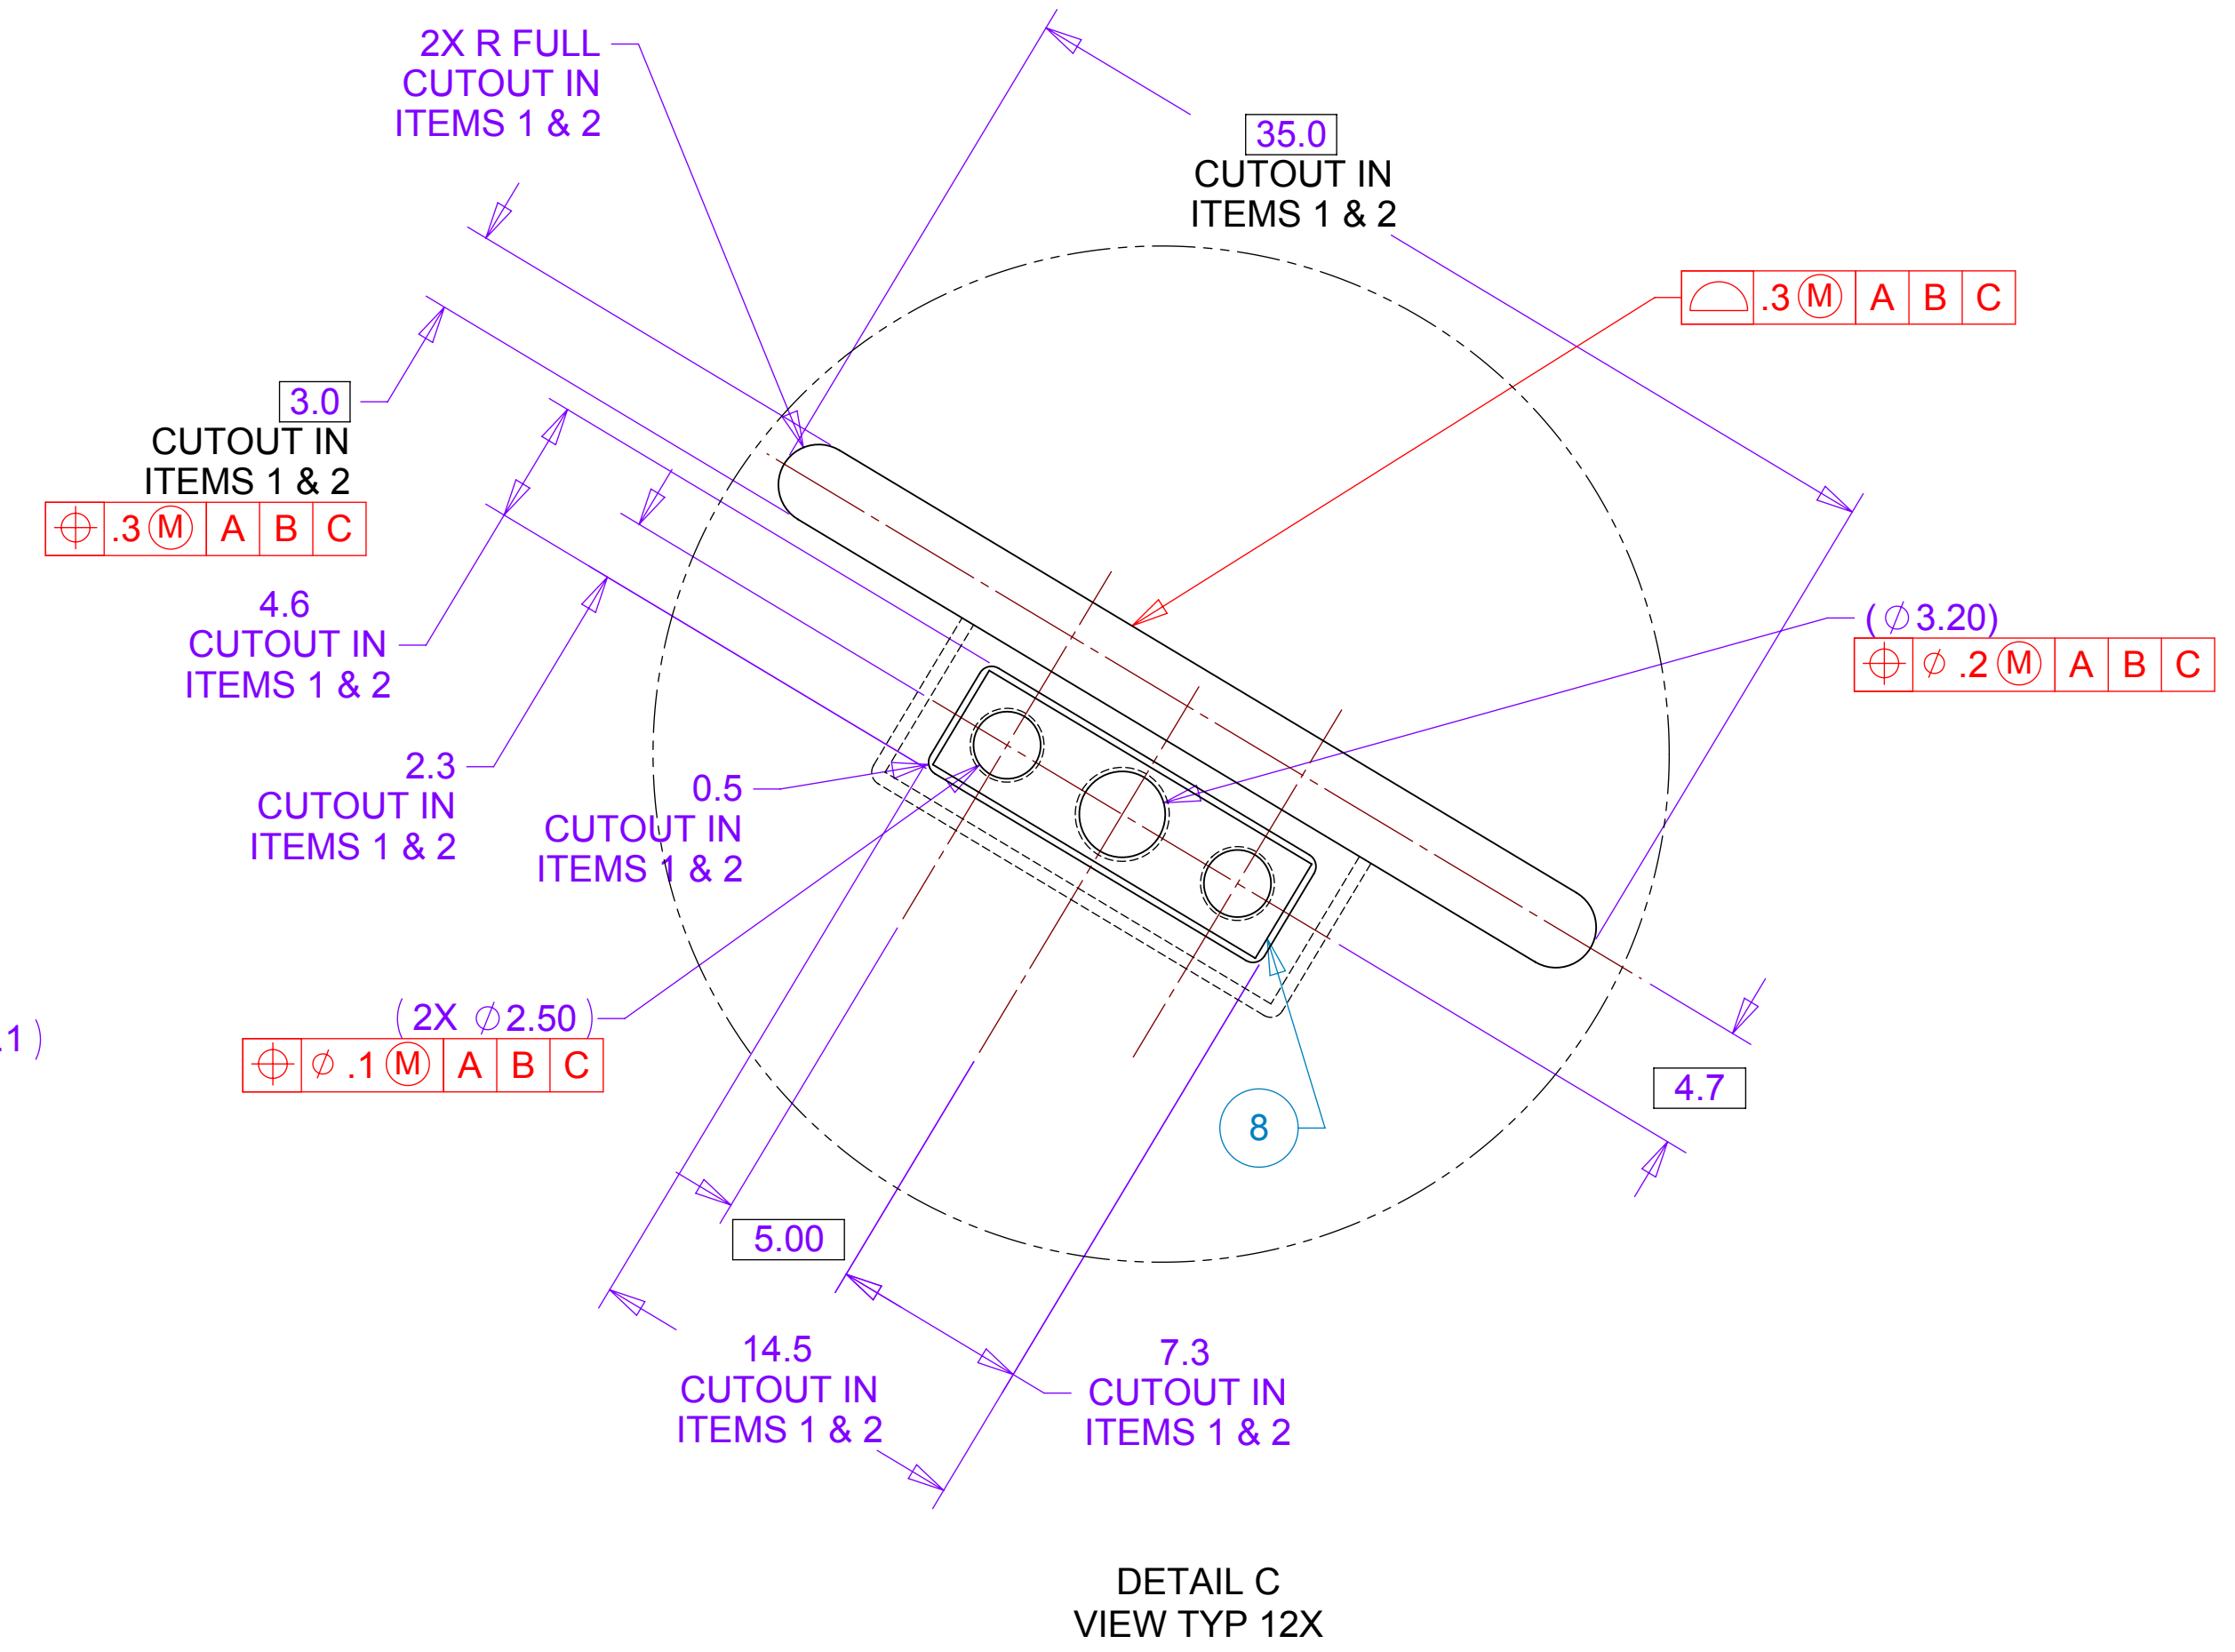 2X R FULL
CUTOUT IN
ITEMS 1 & 2
35.0
CUTOUT IN
ITEMS 1 & 2
.3 Ⓜ A B C
3.0
CUTOUT IN
ITEMS 1 & 2
⌖ .3 Ⓜ A B C
4.6
CUTOUT IN
ITEMS 1 & 2
(⌀3.20)
⌖ ⌀ .2 Ⓜ A B C
2.3
CUTOUT IN
ITEMS 1 & 2
0.5
CUTOUT IN
ITEMS 1 & 2
(2X ⌀2.50)
⌖ ⌀ .1 Ⓜ A B C
.1)
4.7
8
5.00
14.5
CUTOUT IN
ITEMS 1 & 2
7.3
CUTOUT IN
ITEMS 1 & 2
DETAIL C
VIEW TYP 12X